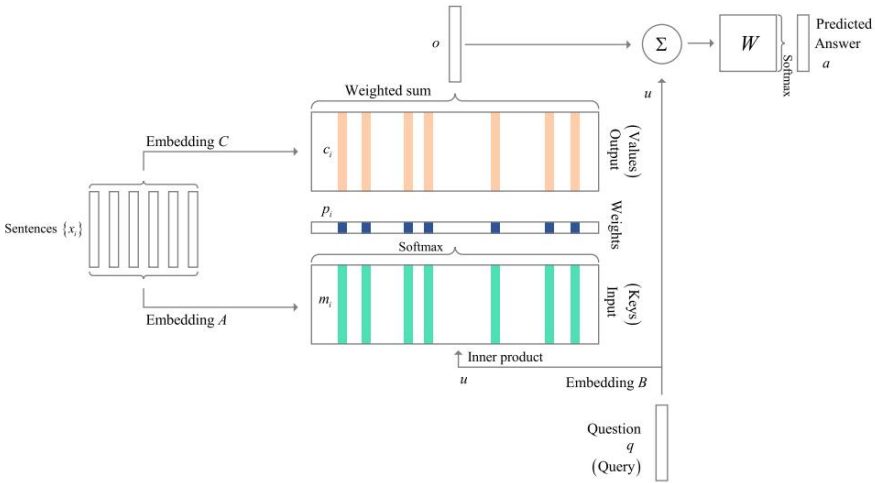 o
Σ
W
Softmax
Predicted
Answer
a
Weighted sum
u
Embedding C
c_i
(Values)
Output
Sentences {x_i}
p_i
Weights
Softmax
m_i
(Keys)
Input
Embedding A
Inner product
u
Embedding B
Question
q
(Query)